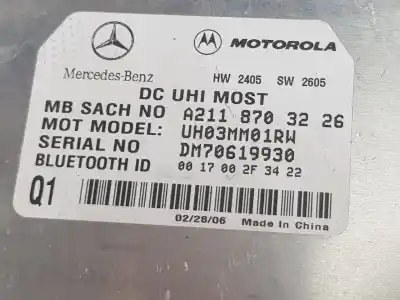 MOTOROLA
Mercedes-Benz
HW 2405 SW 2605
DC UHI MOST
MB SACH NO A211 870 32 26
MOT MODEL: UH03MM01RW
SERIAL NO DM70619930
BLUETOOTH ID 00 17 00 2F 34 22
Q1
02/28/06 Made in China